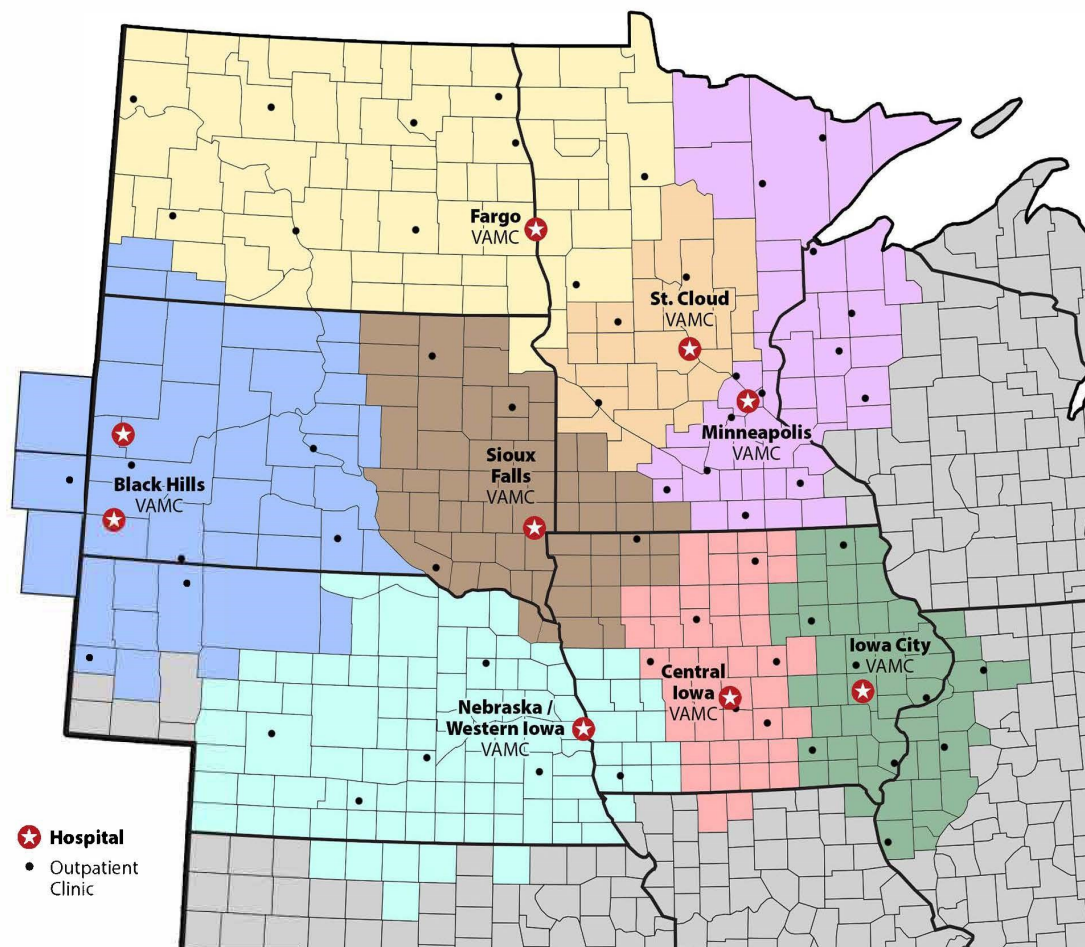 Fargo
VAMC
St. Cloud
VAMC
Minneapolis
VAMC
Sioux
Falls
VAMC
Black Hills
VAMC
Iowa City
VAMC
Central
Iowa
VAMC
Nebraska /
Western Iowa
VAMC
Hospital
Outpatient
Clinic